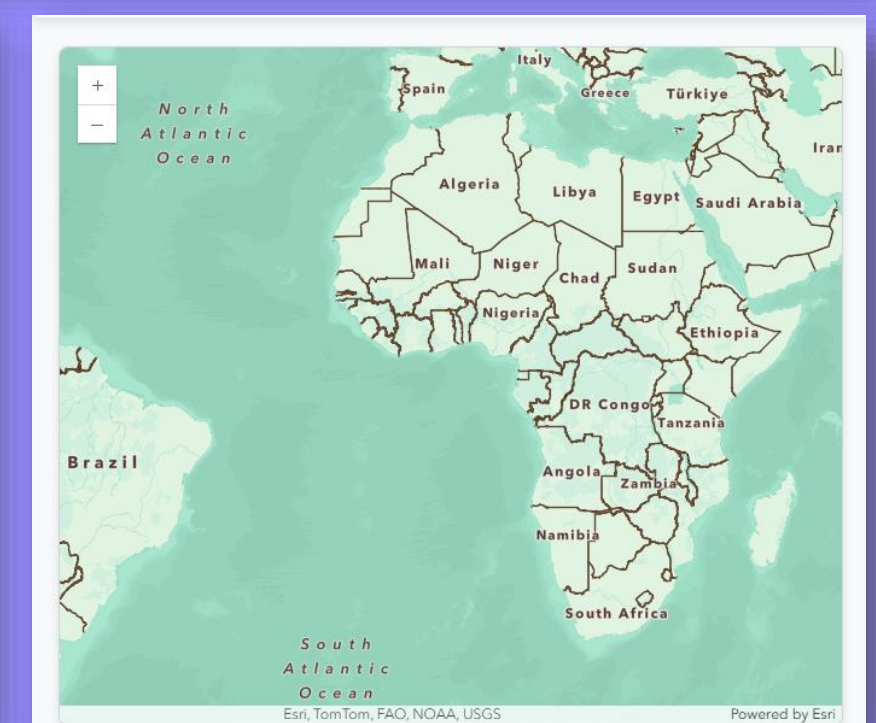 +
−
North
Atlantic
Ocean
Italy
Spain
Greece
Türkiye
Iran
Algeria
Libya
Egypt
Saudi Arabia
Mali
Niger
Chad
Sudan
Nigeria
Ethiopia
DR Congo
Tanzania
Brazil
Angola
Zambia
Namibia
South Africa
South
Atlantic
Ocean
Esri, TomTom, FAO, NOAA, USGS
Powered by Esri